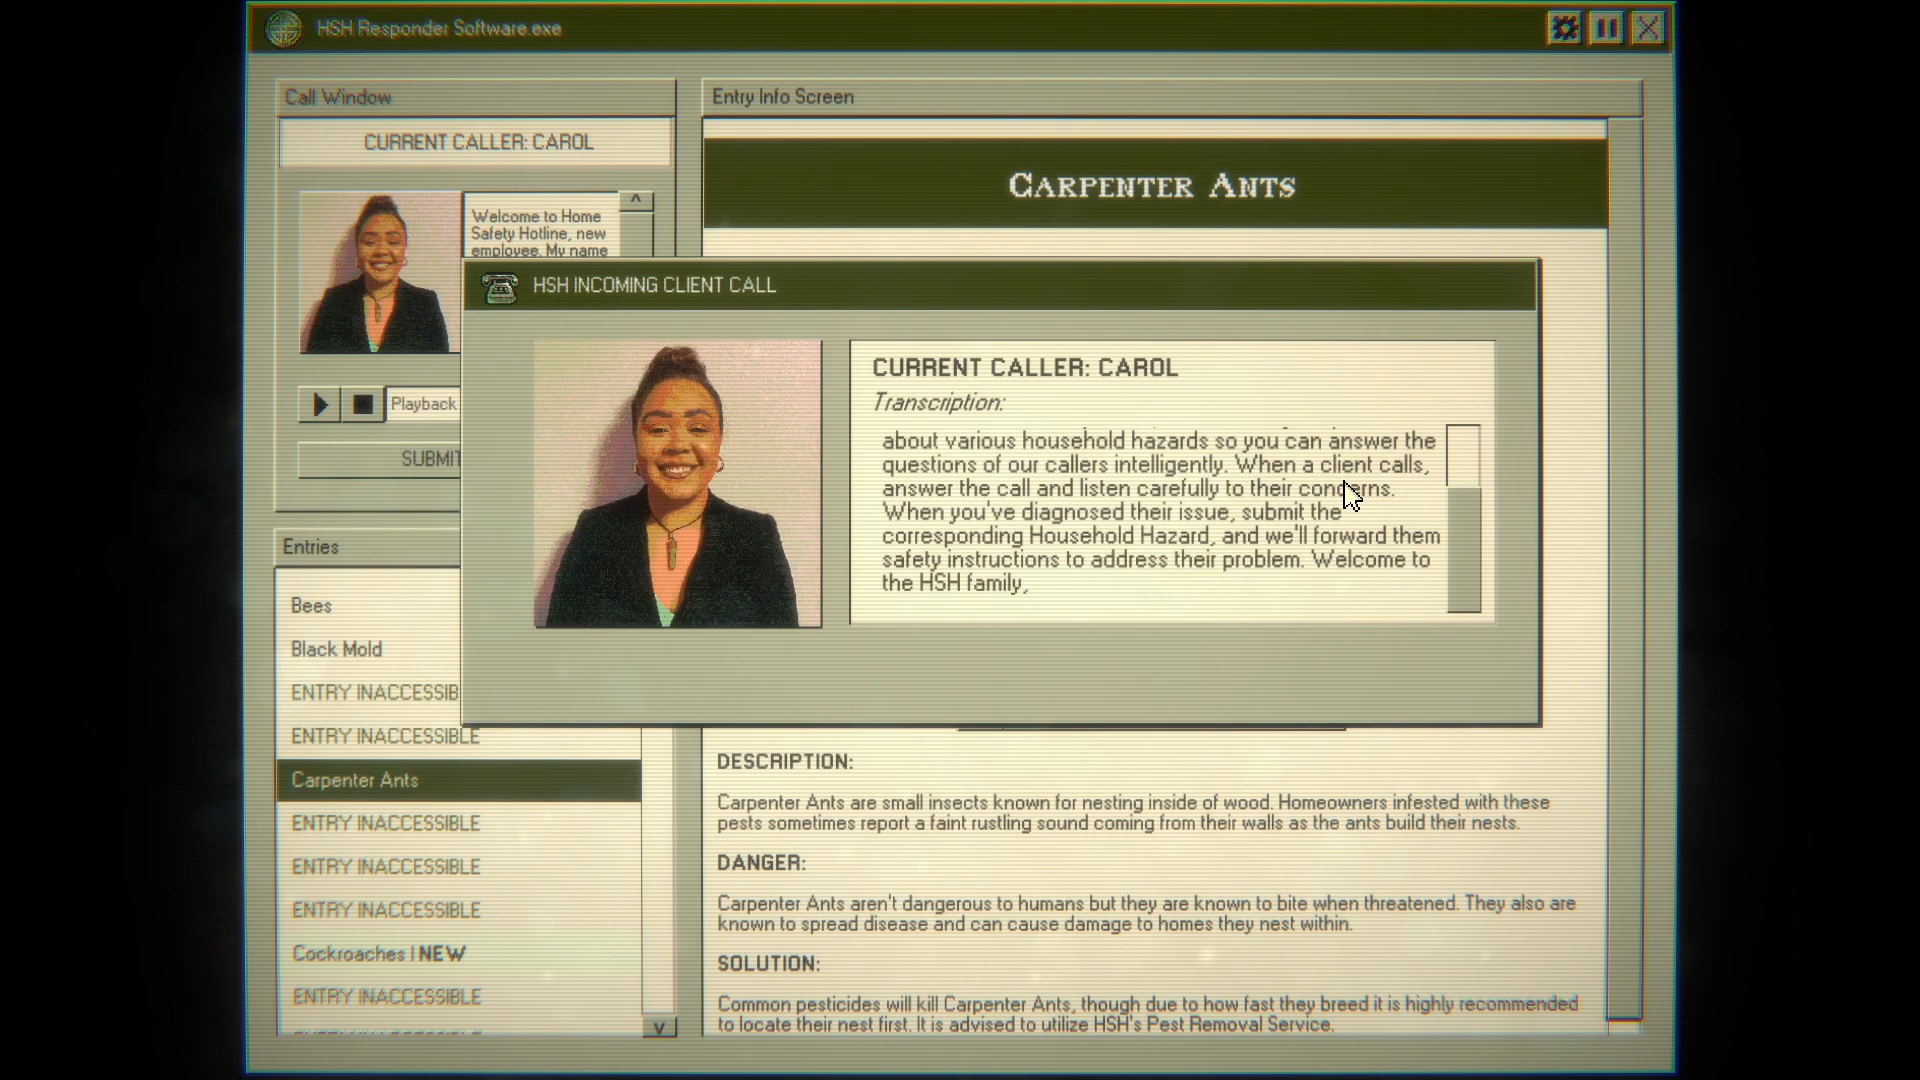 HSH Responder Software.exe
Call Window
CURRENT CALLER: CAROL
Welcome to Home
Safety Hotline, new
employee. My name
^
Playback
SUBMIT
Entries
Bees
Black Mold
ENTRY INACCESSIB
ENTRY INACCESSIBLE
Carpenter Ants
ENTRY INACCESSIBLE
ENTRY INACCESSIBLE
ENTRY INACCESSIBLE
Cockroaches | NEW
ENTRY INACCESSIBLE
v
Entry Info Screen
CARPENTER ANTS
HSH INCOMING CLIENT CALL
CURRENT CALLER: CAROL
Transcription:
about various household hazards so you can answer the
questions of our callers intelligently. When a client calls,
answer the call and listen carefully to their concerns.
When you've diagnosed their issue, submit the
corresponding Household Hazard, and we'll forward them
safety instructions to address their problem. Welcome to
the HSH family,
DESCRIPTION:
Carpenter Ants are small insects known for nesting inside of wood. Homeowners infested with these
pests sometimes report a faint rustling sound coming from their walls as the ants build their nests.
DANGER:
Carpenter Ants aren't dangerous to humans but they are known to bite when threatened. They also are
known to spread disease and can cause damage to homes they nest within.
SOLUTION:
Common pesticides will kill Carpenter Ants, though due to how fast they breed it is highly recommended
to locate their nest first. It is advised to utilize HSH's Pest Removal Service.